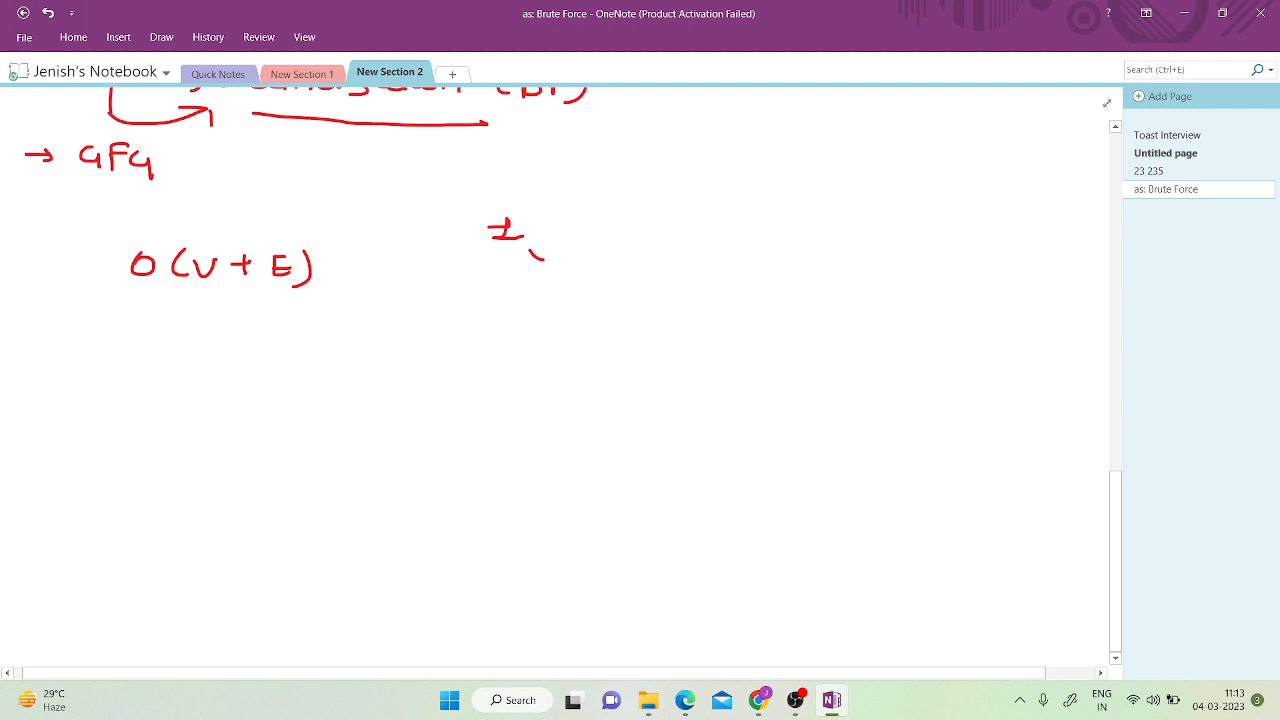 as: Brute Force - OneNote (Product Activation Failed)
File Home Insert Draw History Review View
Jenish's Notebook Quick Notes New Section 1 New Section 2
Search (Ctrl+E)
Add Page
Toast Interview
Untitled page
23 235
as: Brute Force
→ GFG
O(V + E)
1
29°C
Haze
Search
ENG
IN
11:13
04-03-2023
3